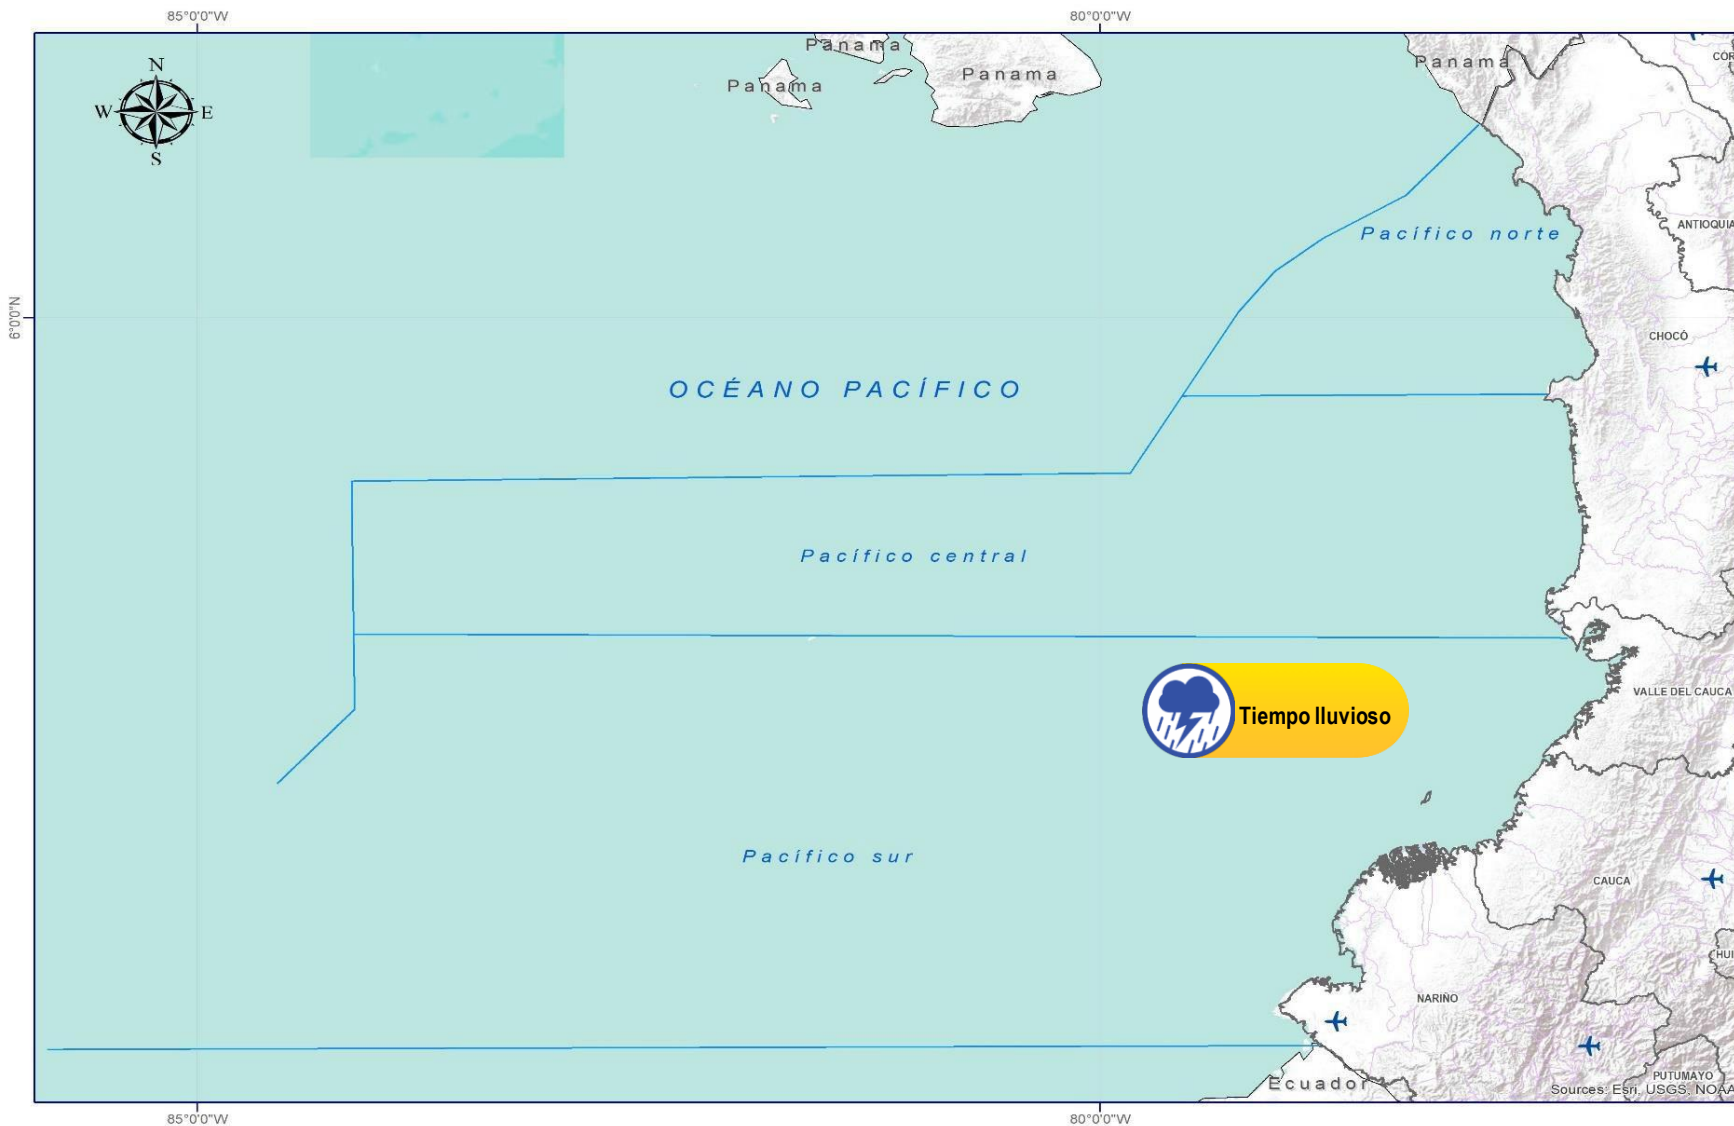 85°0'0"W
80°0'0"W
Panama
Panama
Panama
Panama
CÓR
N
W
E
S
ANTIOQUIA
Pacífico norte
6°0'0"N
CHOCÓ
OCÉANO PACÍFICO
Pacífico central
VALLE DEL CAUCA
Tiempo lluvioso
Pacífico sur
CAUCA
HUI
NARIÑO
PUTUMAYO
Ecuador
Sources: Esri, USGS, NOAA
85°0'0"W
80°0'0"W